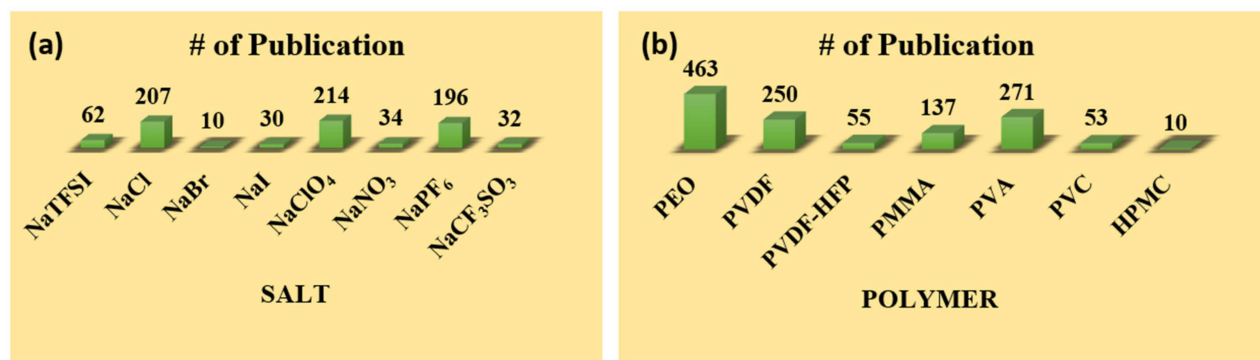 (a) # of Publication
62 207 10 30 214 34 196 32
NaTFSI NaCl NaBr NaI NaClO₄ NaNO₃ NaPF₆ NaCF₃SO₃
SALT
(b) # of Publication
463 250 55 137 271 53 10
PEO PVDF PVDF-HFP PMMA PVA PVC HPMC
POLYMER